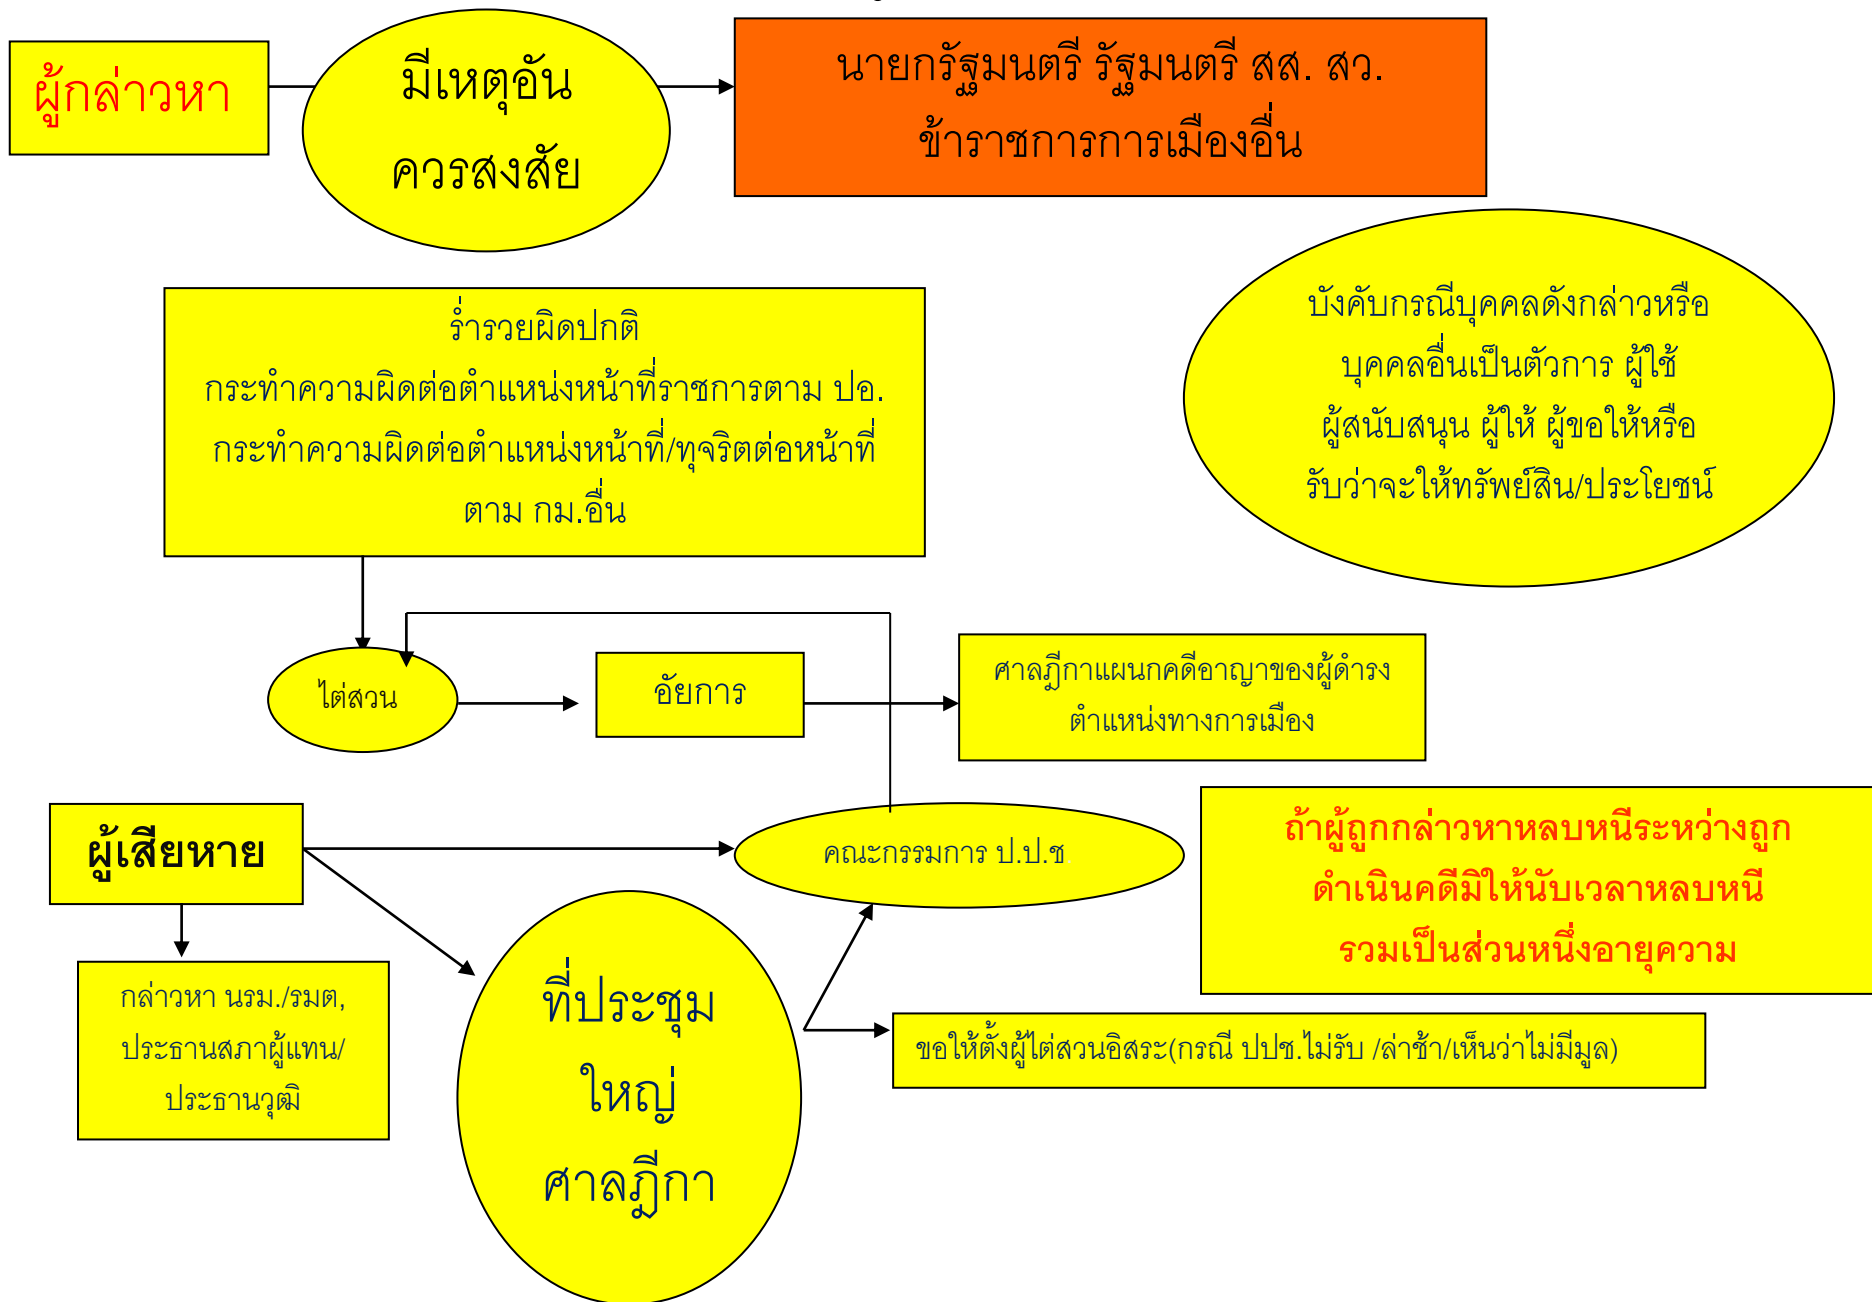 ผู้กล่าวหา
มีเหตุอัน
ควรสงสัย
นายกรัฐมนตรี รัฐมนตรี สส. สว.
ข้าราชการการเมืองอื่น
บังคับกรณีบุคคลดังกล่าวหรือ
บุคคลอื่นเป็นตัวการ ผู้ใช้
ผู้สนับสนุน ผู้ให้ ผู้ขอให้หรือ
รับว่าจะให้ทรัพย์สิน/ประโยชน์
ร่ำรวยผิดปกติ
กระทำความผิดต่อตำแหน่งหน้าที่ราชการตาม ปอ.
กระทำความผิดต่อตำแหน่งหน้าที่/ทุจริตต่อหน้าที่
ตาม กม.อื่น
ไต่สวน
อัยการ
ศาลฎีกาแผนกคดีอาญาของผู้ดำรง
ตำแหน่งทางการเมือง
ผู้เสียหาย
คณะกรรมการ ป.ป.ช.
ถ้าผู้ถูกกล่าวหาหลบหนีระหว่างถูก
ดำเนินคดีมิให้นับเวลาหลบหนี
รวมเป็นส่วนหนึ่งอายุความ
กล่าวหา นรม./รมต,
ประธานสภาผู้แทน/
ประธานวุฒิ
ที่ประชุม
ใหญ่
ศาลฎีกา
ขอให้ตั้งผู้ไต่สวนอิสระ(กรณี ปปช.ไม่รับ /ล่าช้า/เห็นว่าไม่มีมูล)